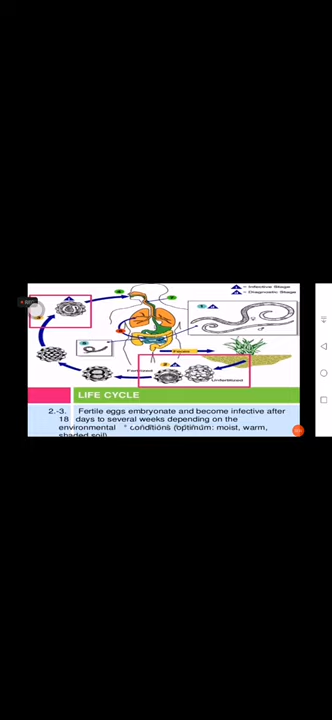 = Infective Stage
= Diagnostic Stage
Feces
Fertilized
Unfertilized
LIFE CYCLE
2.-3. Fertile eggs embryonate and become infective after
18 days to several weeks depending on the
environmental conditions (optimum: moist, warm,
shaded soil)